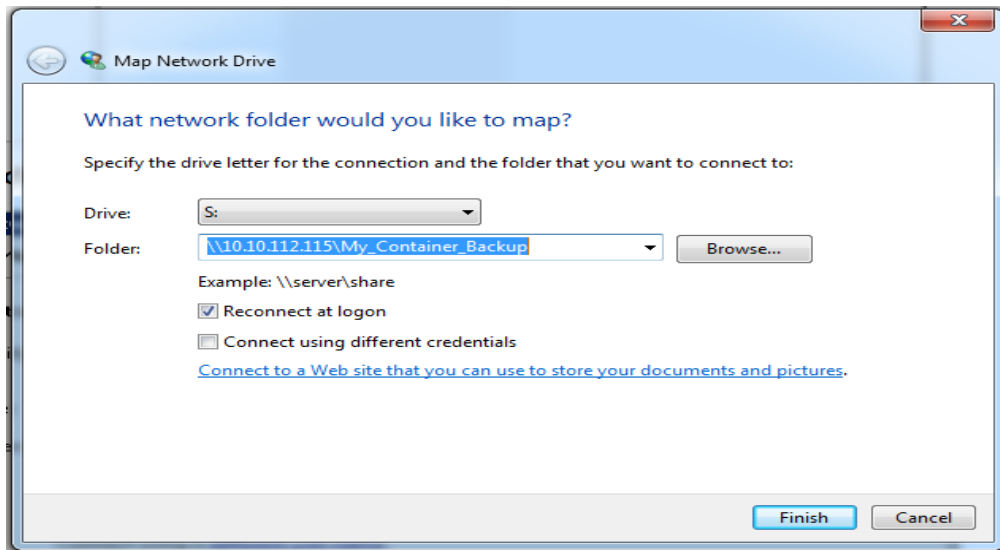 Map Network Drive
What network folder would you like to map?
Specify the drive letter for the connection and the folder that you want to connect to:
Drive: S:
Folder: \\10.10.112.115\My_Container_Backup Browse...
Example: \\server\share
Reconnect at logon
Connect using different credentials
Connect to a Web site that you can use to store your documents and pictures.
Finish Cancel